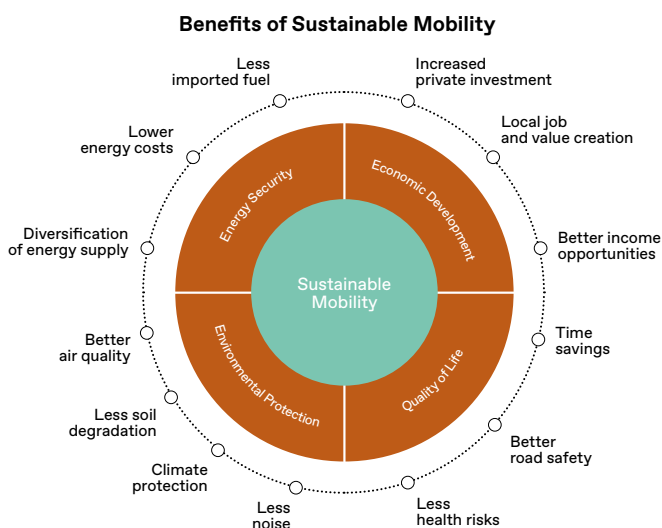 Benefits of Sustainable Mobility
Less
imported fuel
Increased
private investment
Lower
energy costs
Local job
and value creation
Energy Security
Economic Development
Diversification
of energy supply
Better income
opportunities
Sustainable
Mobility
Better
air quality
Time
savings
Environmental Protection
Quality of Life
Less soil
degradation
Better
road safety
Climate
protection
Less
noise
Less
health risks